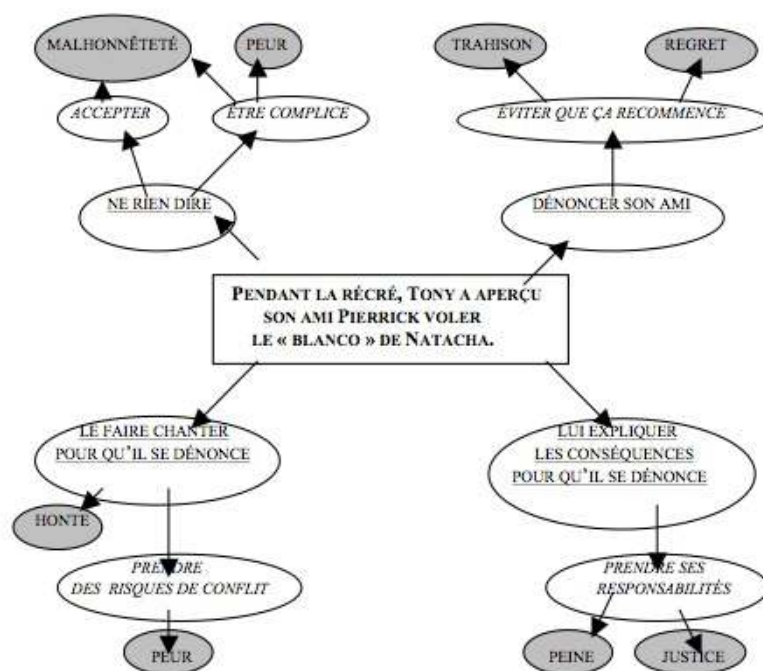 MALHONNÊTETÉ
PEUR
TRAHISON
REGRET
ACCEPTER
ÊTRE COMPLICE
ÉVITER QUE ÇA RECOMMENCE
NE RIEN DIRE
DÉNONCER SON AMI
PENDANT LA RÉCRÉ, TONY A APERÇU
SON AMI PIERRICK VOLER
LE « BLANCO » DE NATACHA.
LE FAIRE CHANTER
POUR QU'IL SE DÉNONCE
LUI EXPLIQUER
LES CONSÉQUENCES
POUR QU'IL SE DÉNONCE
HONTE
PRENDRE
DES RISQUES DE CONFLIT
PRENDRE SES
RESPONSABILITÉS
PEUR
PEINE
JUSTICE